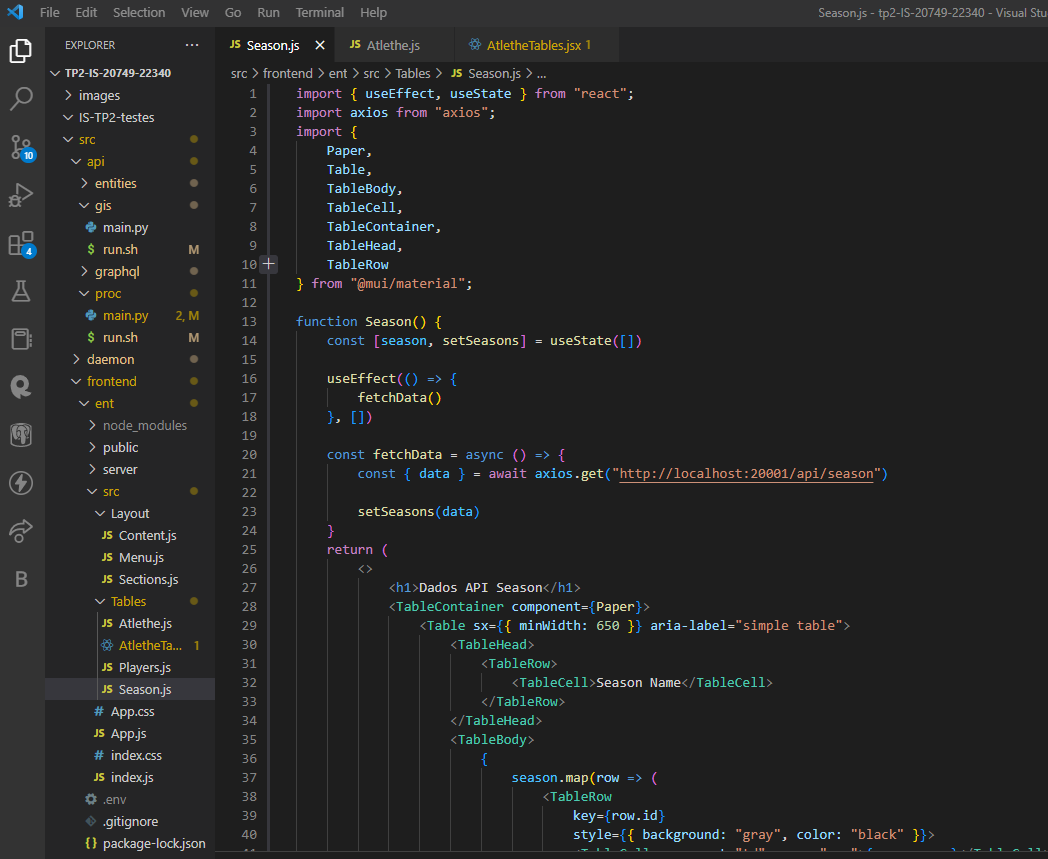 File Edit Selection View Go Run Terminal Help Season.js - tp2-IS-20749-22340 - Visual Stu
EXPLORER ···
TP2-IS-20749-22340
images
IS-TP2-testes
src
api
entities
gis
main.py
run.sh M
graphql
proc
main.py 2, M
run.sh M
daemon
frontend
ent
node_modules
public
server
src
Layout
JS Content.js
JS Menu.js
JS Sections.js
Tables
JS Atlethe.js
AtletheTa... 1
JS Players.js
JS Season.js
# App.css
JS App.js
# index.css
JS index.js
.env
.gitignore
{} package-lock.json
10
4
B
JS Season.js × JS Atlethe.js AtletheTables.jsx 1
src > frontend > ent > src > Tables > JS Season.js > ...
1 import { useEffect, useState } from "react";
2 import axios from "axios";
3 import {
4 Paper,
5 Table,
6 TableBody,
7 TableCell,
8 TableContainer,
9 TableHead,
10 TableRow
11 } from "@mui/material";
12
13 function Season() {
14 const [season, setSeasons] = useState([])
15
16 useEffect(() => {
17 fetchData()
18 }, [])
19
20 const fetchData = async () => {
21 const { data } = await axios.get("http://localhost:20001/api/season")
22
23 setSeasons(data)
24 }
25 return (
26 <>
27 <h1>Dados API Season</h1>
28 <TableContainer component={Paper}>
29 <Table sx={{ minWidth: 650 }} aria-label="simple table">
30 <TableHead>
31 <TableRow>
32 <TableCell>Season Name</TableCell>
33 </TableRow>
34 </TableHead>
35 <TableBody>
36 {
37 season.map(row => (
38 <TableRow
39 key={row.id}
40 style={{ background: "gray", color: "black" }}>